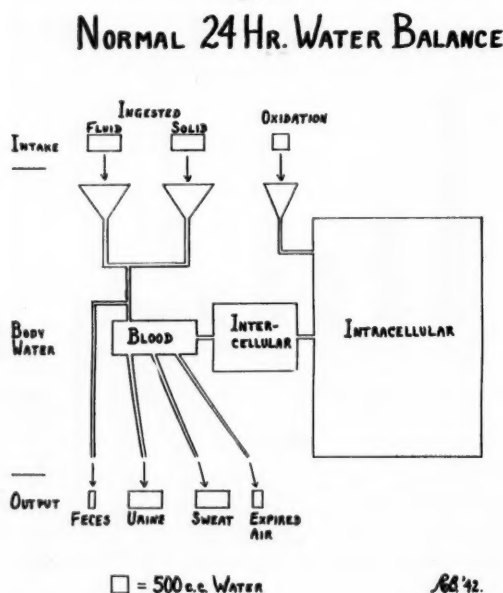 NORMAL 24 HR. WATER BALANCE
INGESTED
FLUID SOLID
OXIDATION
INTAKE
BODY
WATER
BLOOD
INTER-
CELLULAR
INTRACELLULAR
OUTPUT
FECES URINE SWEAT EXPIRED
AIR
= 500 C.C. WATER
'42.